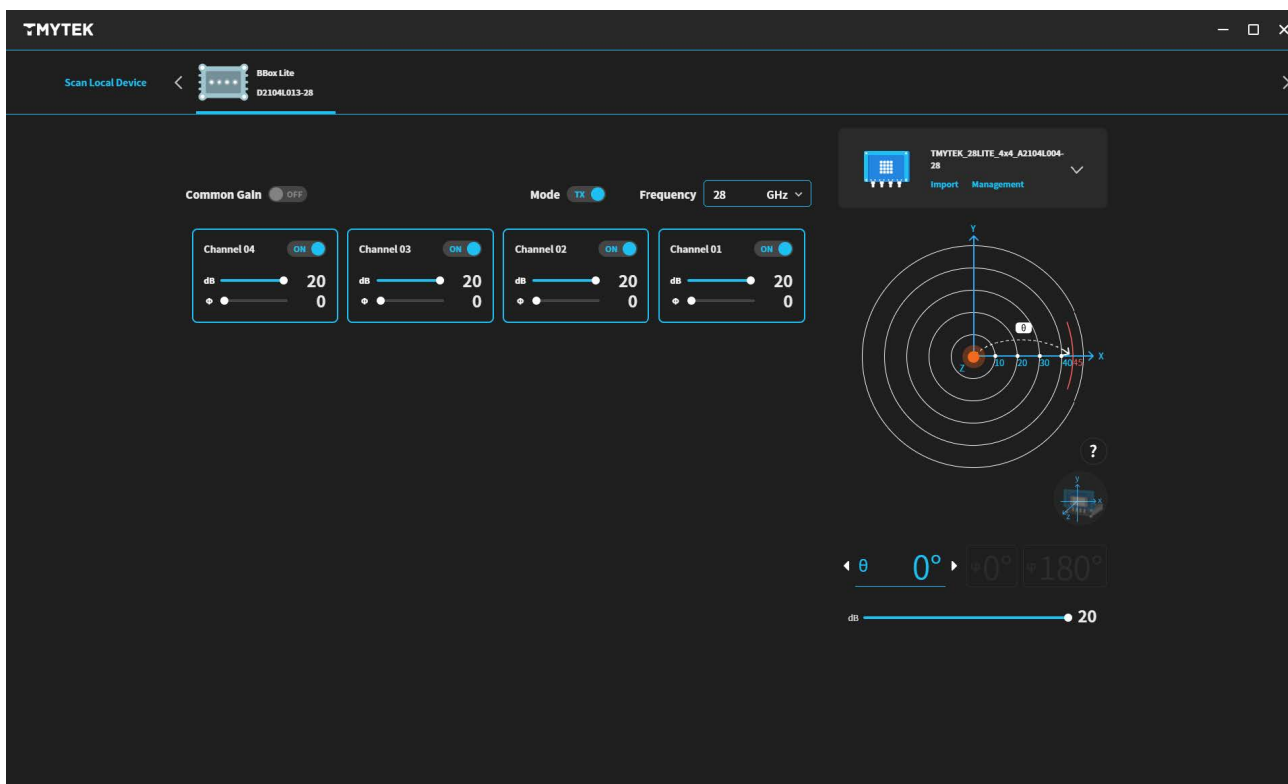 TMYTEK
Scan Local Device
BBox Lite
D2104L013-28
TMYTEK_28LITE_4x4_A2104L004-
28
Import Management
Common Gain OFF
Mode TX Frequency 28 GHz
Channel 04 ON
dB 20
Φ 0
Channel 03 ON
dB 20
Φ 0
Channel 02 ON
dB 20
Φ 0
Channel 01 ON
dB 20
Φ 0
Y
θ
X
Z
10 20 30 40 45
?
y
x
z
θ 0° φ 0° φ 180°
dB 20